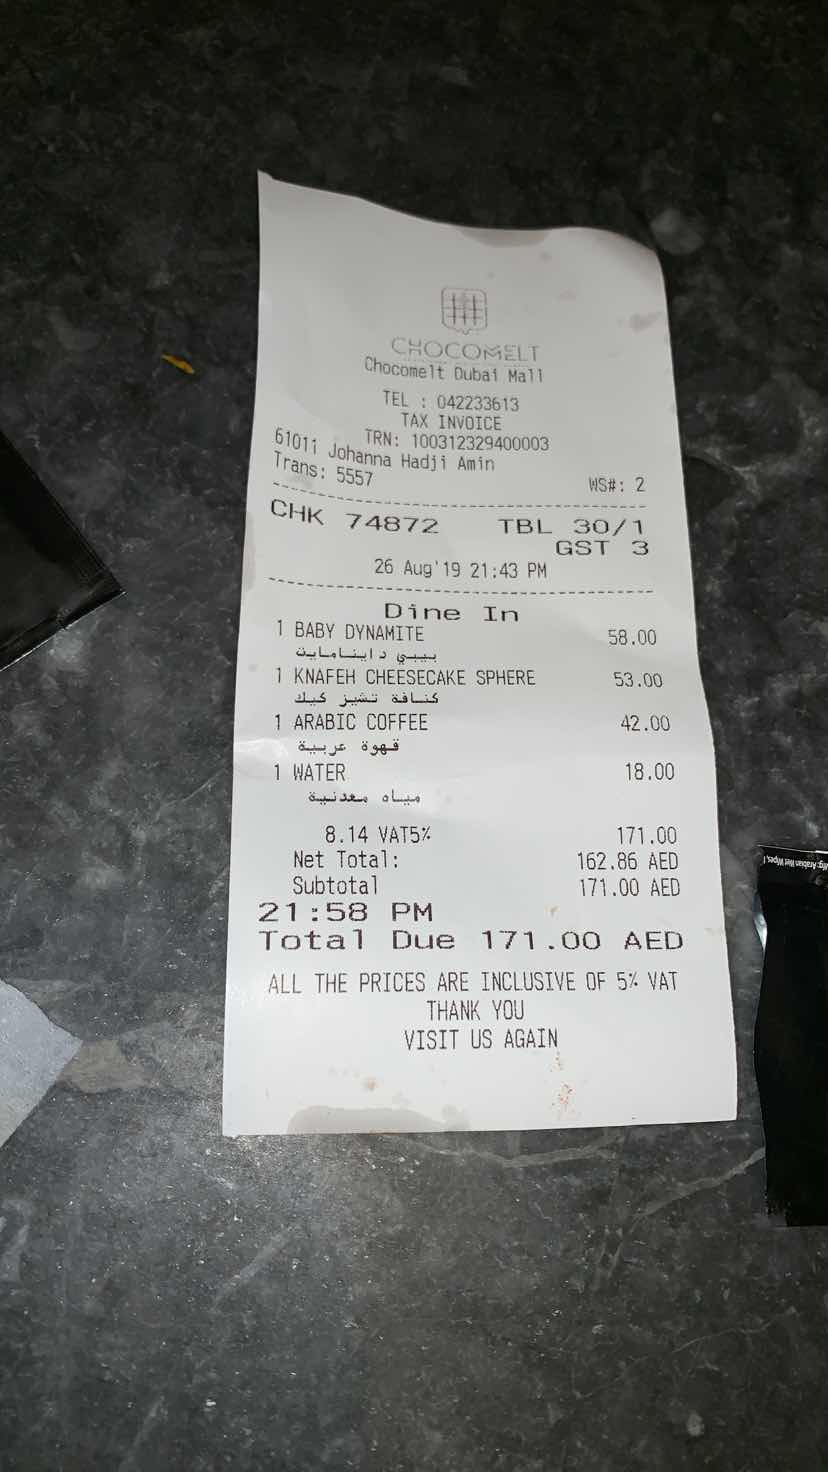 CHOCOMELT
Chocomelt Dubai Mall
TEL : 042233613
TAX INVOICE
TRN: 100312329400003
61011 Johanna Hadji Amin
Trans: 5557 WS#: 2
CHK 74872 TBL 30/1
GST 3
26 Aug'19 21:43 PM
Dine In
1 BABY DYNAMITE 58.00
بيبي داينامايت
1 KNAFEH CHEESECAKE SPHERE 53.00
كنافة تشيز كيك
1 ARABIC COFFEE 42.00
قهوة عربية
1 WATER 18.00
مياه معدنية
8.14 VAT5% 171.00
Net Total: 162.86 AED
Subtotal 171.00 AED
21:58 PM
Total Due 171.00 AED
ALL THE PRICES ARE INCLUSIVE OF 5% VAT
THANK YOU
VISIT US AGAIN
Arabian Wet Wipes